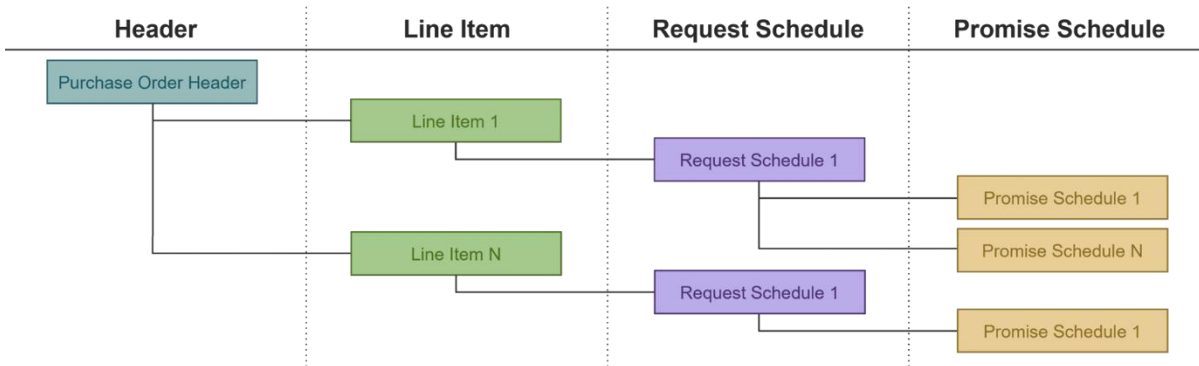 Header
Line Item
Request Schedule
Promise Schedule
Purchase Order Header
Line Item 1
Request Schedule 1
Promise Schedule 1
Promise Schedule N
Line Item N
Request Schedule 1
Promise Schedule 1